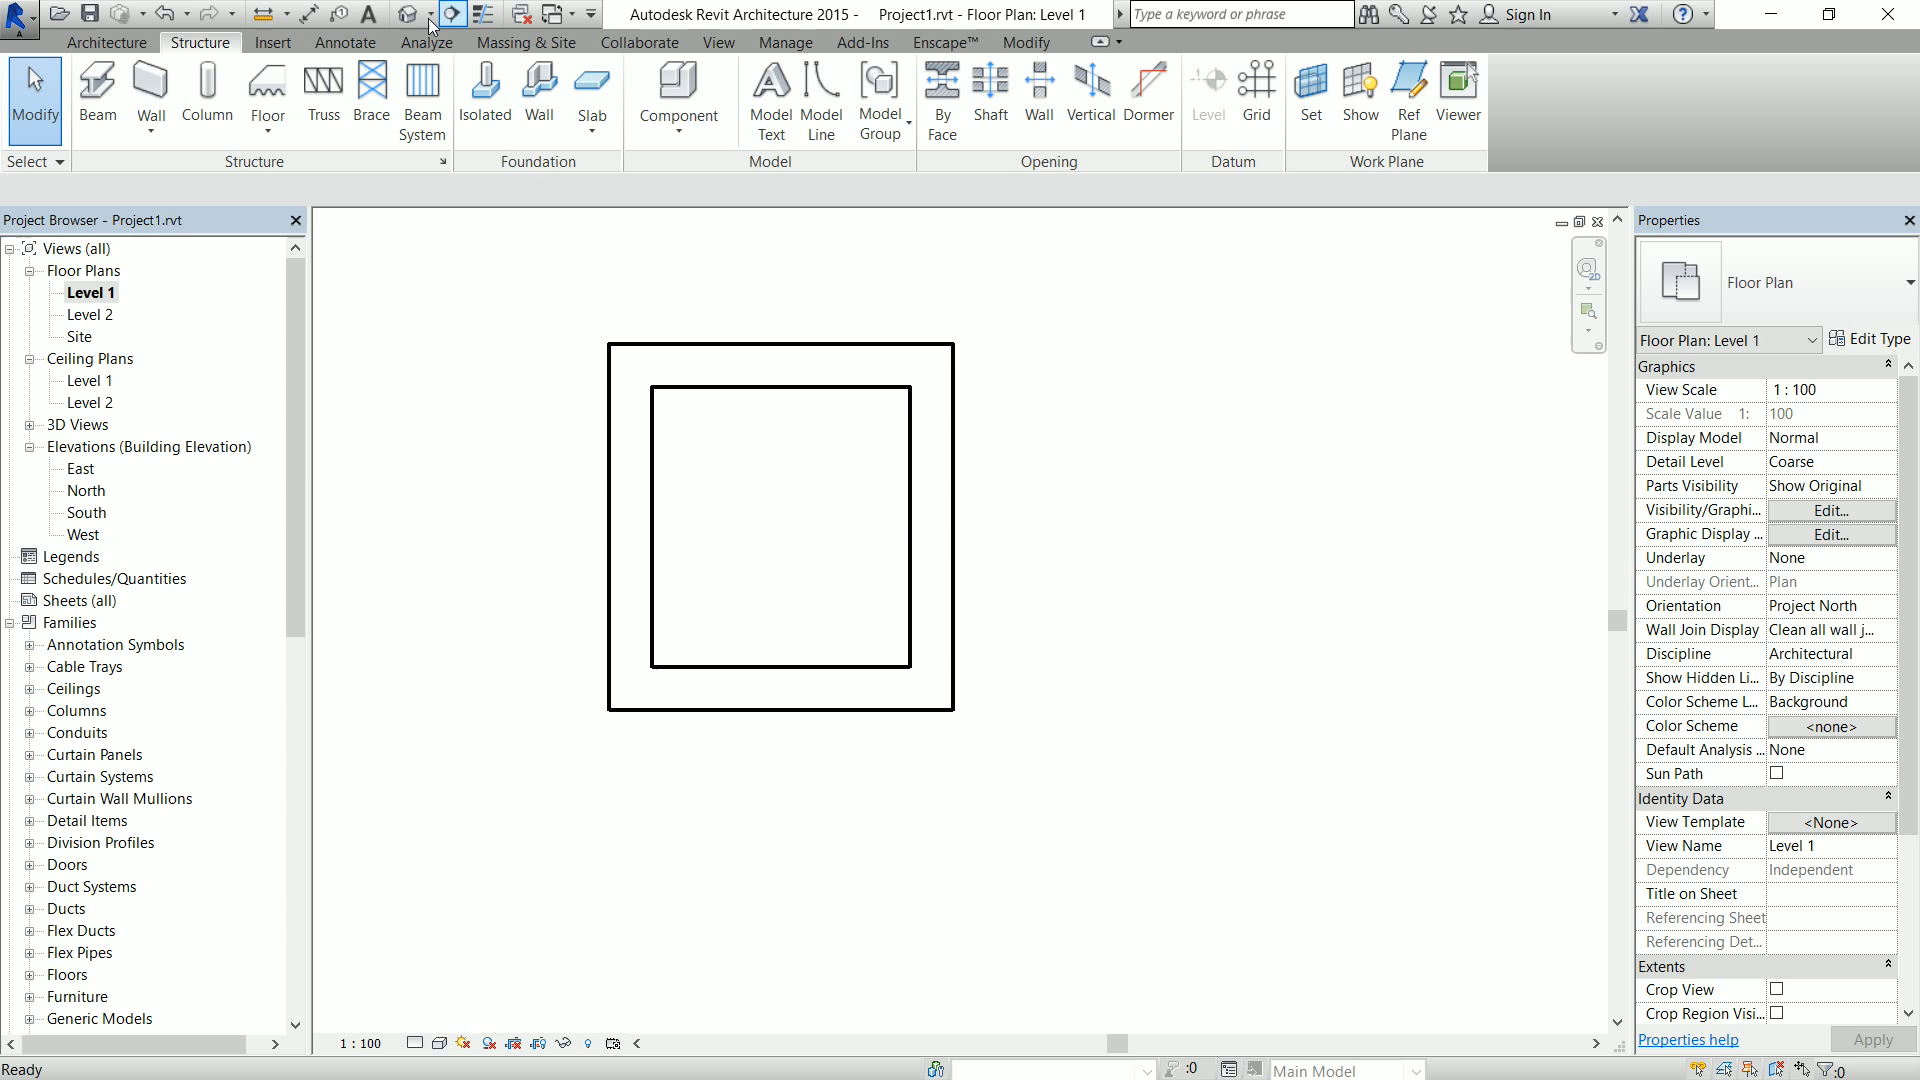 Autodesk Revit Architecture 2015 - Project1.rvt - Floor Plan: Level 1
Type a keyword or phrase
Sign In
Architecture Structure Insert Annotate Analyze Massing & Site Collaborate View Manage Add-Ins Enscape™ Modify
Modify Beam Wall Column Floor Truss Brace Beam System Isolated Wall Slab Component Model Text Model Line Model Group By Face Shaft Wall Vertical Dormer Level Grid Set Show Ref Plane Viewer
Select Structure Foundation Model Opening Datum Work Plane
Project Browser - Project1.rvt
Views (all)
Floor Plans
Level 1
Level 2
Site
Ceiling Plans
Level 1
Level 2
3D Views
Elevations (Building Elevation)
East
North
South
West
Legends
Schedules/Quantities
Sheets (all)
Families
Annotation Symbols
Cable Trays
Ceilings
Columns
Conduits
Curtain Panels
Curtain Systems
Curtain Wall Mullions
Detail Items
Division Profiles
Doors
Duct Systems
Ducts
Flex Ducts
Flex Pipes
Floors
Furniture
Generic Models
2D
Properties
Floor Plan
Floor Plan: Level 1 Edit Type
Graphics
View Scale 1 : 100
Scale Value 1: 100
Display Model Normal
Detail Level Coarse
Parts Visibility Show Original
Visibility/Graphi... Edit...
Graphic Display ... Edit...
Underlay None
Underlay Orient... Plan
Orientation Project North
Wall Join Display Clean all wall j...
Discipline Architectural
Show Hidden Li... By Discipline
Color Scheme L... Background
Color Scheme <none>
Default Analysis ... None
Sun Path
Identity Data
View Template <None>
View Name Level 1
Dependency Independent
Title on Sheet
Referencing Sheet
Referencing Det...
Extents
Crop View
Crop Region Visi...
Properties help Apply
1 : 100
Ready
:0
Main Model
:0